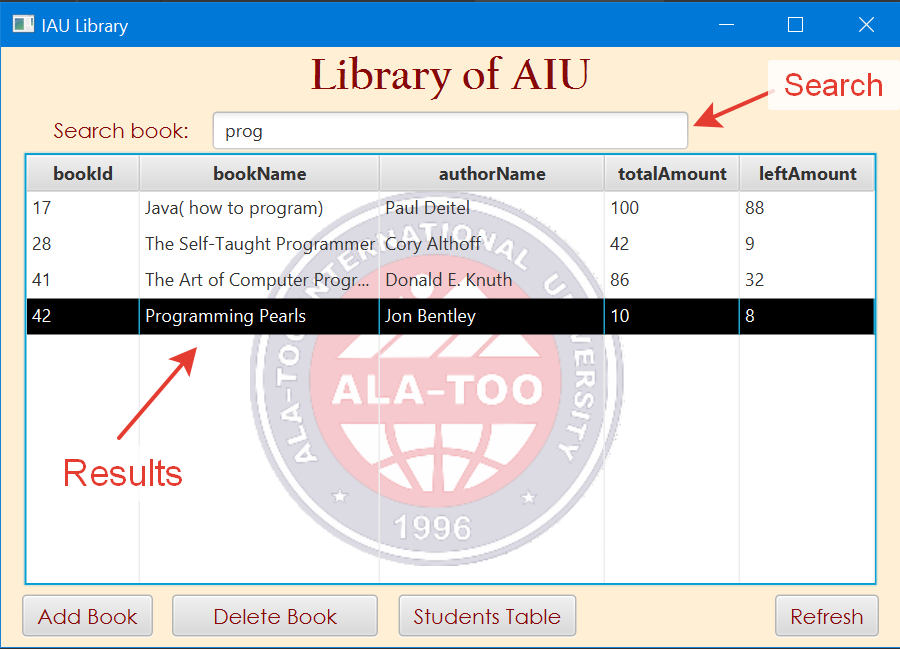 IAU Library
Library of AIU
Search
Search book: prog
bookId bookName authorName totalAmount leftAmount
17 Java( how to program) Paul Deitel 100 88
28 The Self-Taught Programmer Cory Althoff 42 9
41 The Art of Computer Progr... Donald E. Knuth 86 32
42 Programming Pearls Jon Bentley 10 8
ALA-TOO INTERNATIONAL UNIVERSITY
ALA-TOO
1996
Results
Add Book Delete Book Students Table Refresh